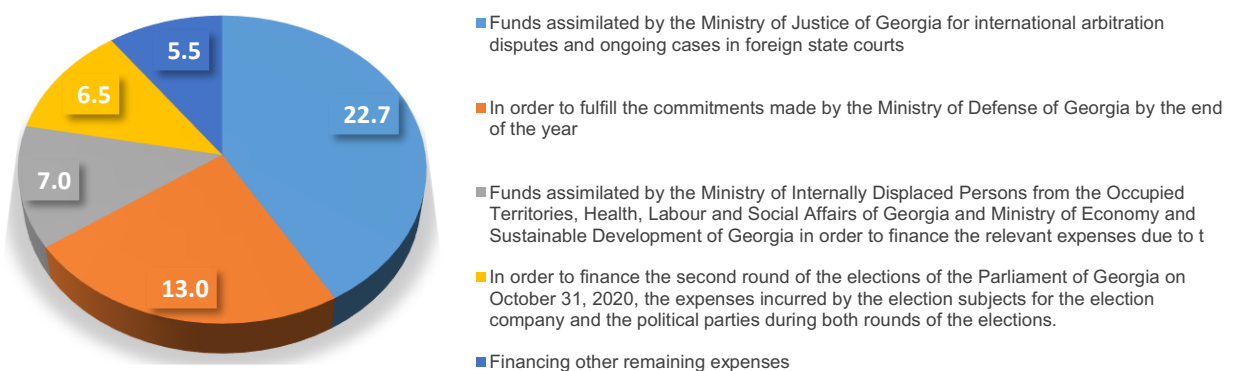 5.5
6.5
22.7
7.0
13.0
Funds assimilated by the Ministry of Justice of Georgia for international arbitration
disputes and ongoing cases in foreign state courts
In order to fulfill the commitments made by the Ministry of Defense of Georgia by the end
of the year
Funds assimilated by the Ministry of Internally Displaced Persons from the Occupied
Territories, Health, Labour and Social Affairs of Georgia and Ministry of Economy and
Sustainable Development of Georgia in order to finance the relevant expenses due to t
In order to finance the second round of the elections of the Parliament of Georgia on
October 31, 2020, the expenses incurred by the election subjects for the election
company and the political parties during both rounds of the elections.
Financing other remaining expenses